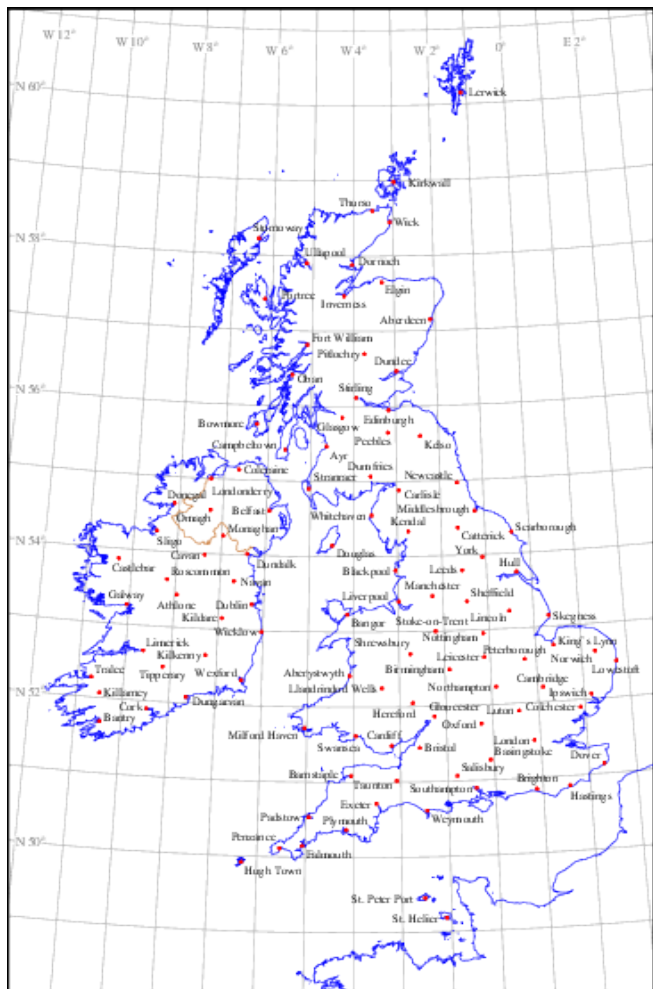 W 12° W 10° W 8° W 6° W 4° W 2° 0° E 2°
N 60°
Lerwick
Kirkwall
Thurso
Wick
N 58°
Stornoway
Ullapool
Dornoch
Elgin
Portree
Inverness
Aberdeen
Fort William
Pitlochry
Dundee
Oban
N 56°
Stirling
Bowmore
Edinburgh
Glasgow
Peebles
Kelso
Campbeltown
Ayr
Coleraine
Dumfries
Stranraer
Newcastle
Londonderry
Carlisle
Donegal
Belfast
Middlesbrough
Omagh
Whitehaven
Kendal
Scarborough
Monaghan
Catterick
N 54°
Sligo
Cavan
Douglas
York
Dundalk
Castlebar
Roscommon
Blackpool
Leeds
Hull
Navan
Manchester
Galway
Athlone
Dublin
Liverpool
Sheffield
Kildare
Bangor
Stoke-on-Trent
Lincoln
Skegness
Wicklow
Nottingham
Limerick
Kilkenny
Shrewsbury
Peterborough
King's Lynn
Leicester
Norwich
Tralee
Tipperary
Wexford
Aberystwyth
Birmingham
Lowestoft
N 52°
Killarney
Llandrindod Wells
Northampton
Cambridge
Ipswich
Dungarvan
Cork
Hereford
Gloucester
Luton
Colchester
Bantry
Oxford
Milford Haven
Cardiff
Swansea
Bristol
London
Basingstoke
Dover
Salisbury
Barnstaple
Taunton
Southampton
Brighton
Hastings
Exeter
Padstow
Plymouth
Weymouth
N 50°
Penzance
Falmouth
Hugh Town
St. Peter Port
St. Helier